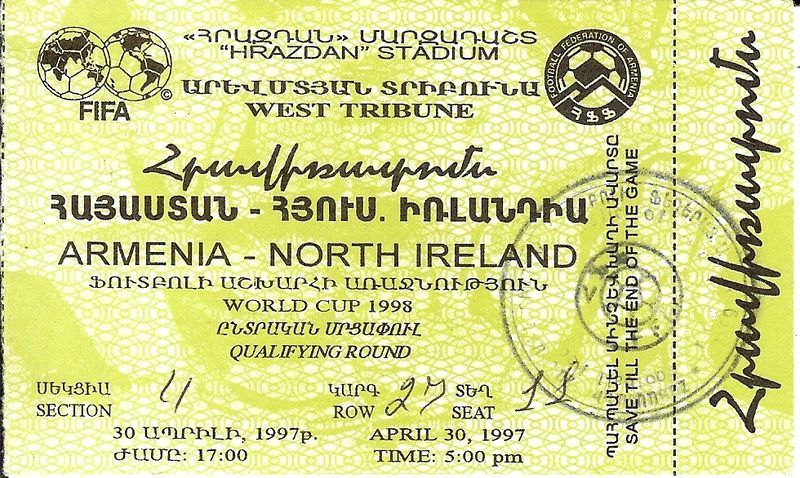 «ՀՐԱԶԴԱՆ» ՄԱՐԶԱԴԱՇՏ
"HRAZDAN" STADIUM
FIFA
©
FOOTBALL FEDERATION OF ARMENIA
ՀՖՖ
ԱՐԵՎՄՏՅԱՆ ՏՐԻԲՈՒՆԱ
WEST TRIBUNE
Հրավիրատոմս
ՀԱՅԱՍՏԱՆ - ՀՅՈՒՍ. ԻՌԼԱՆԴԻԱ
ARMENIA - NORTH IRELAND
ՖՈՒՏԲՈԼԻ ԱՇԽԱՐՀԻ ԱՌԱՋՆՈՒԹՅՈՒՆ
WORLD CUP 1998
ԸՆՏՐԱԿԱՆ ՄՐՑԱՓՈՒԼ
QUALIFYING ROUND
ՍԵԿՑԻԱ ԿԱՐԳ ՏԵՂ
SECTION ROW 27 SEAT
30 ԱՊՐԻԼԻ, 1997թ. APRIL 30, 1997
ԺԱՄԸ: 17:00 TIME: 5:00 pm
ՊԱՀՊԱՆԵԼ ՄԻՆՉԵՎ ԽԱՂԻ ԱՎԱՐՏԸ
SAVE TILL THE END OF THE GAME
Հրավիրատոմս